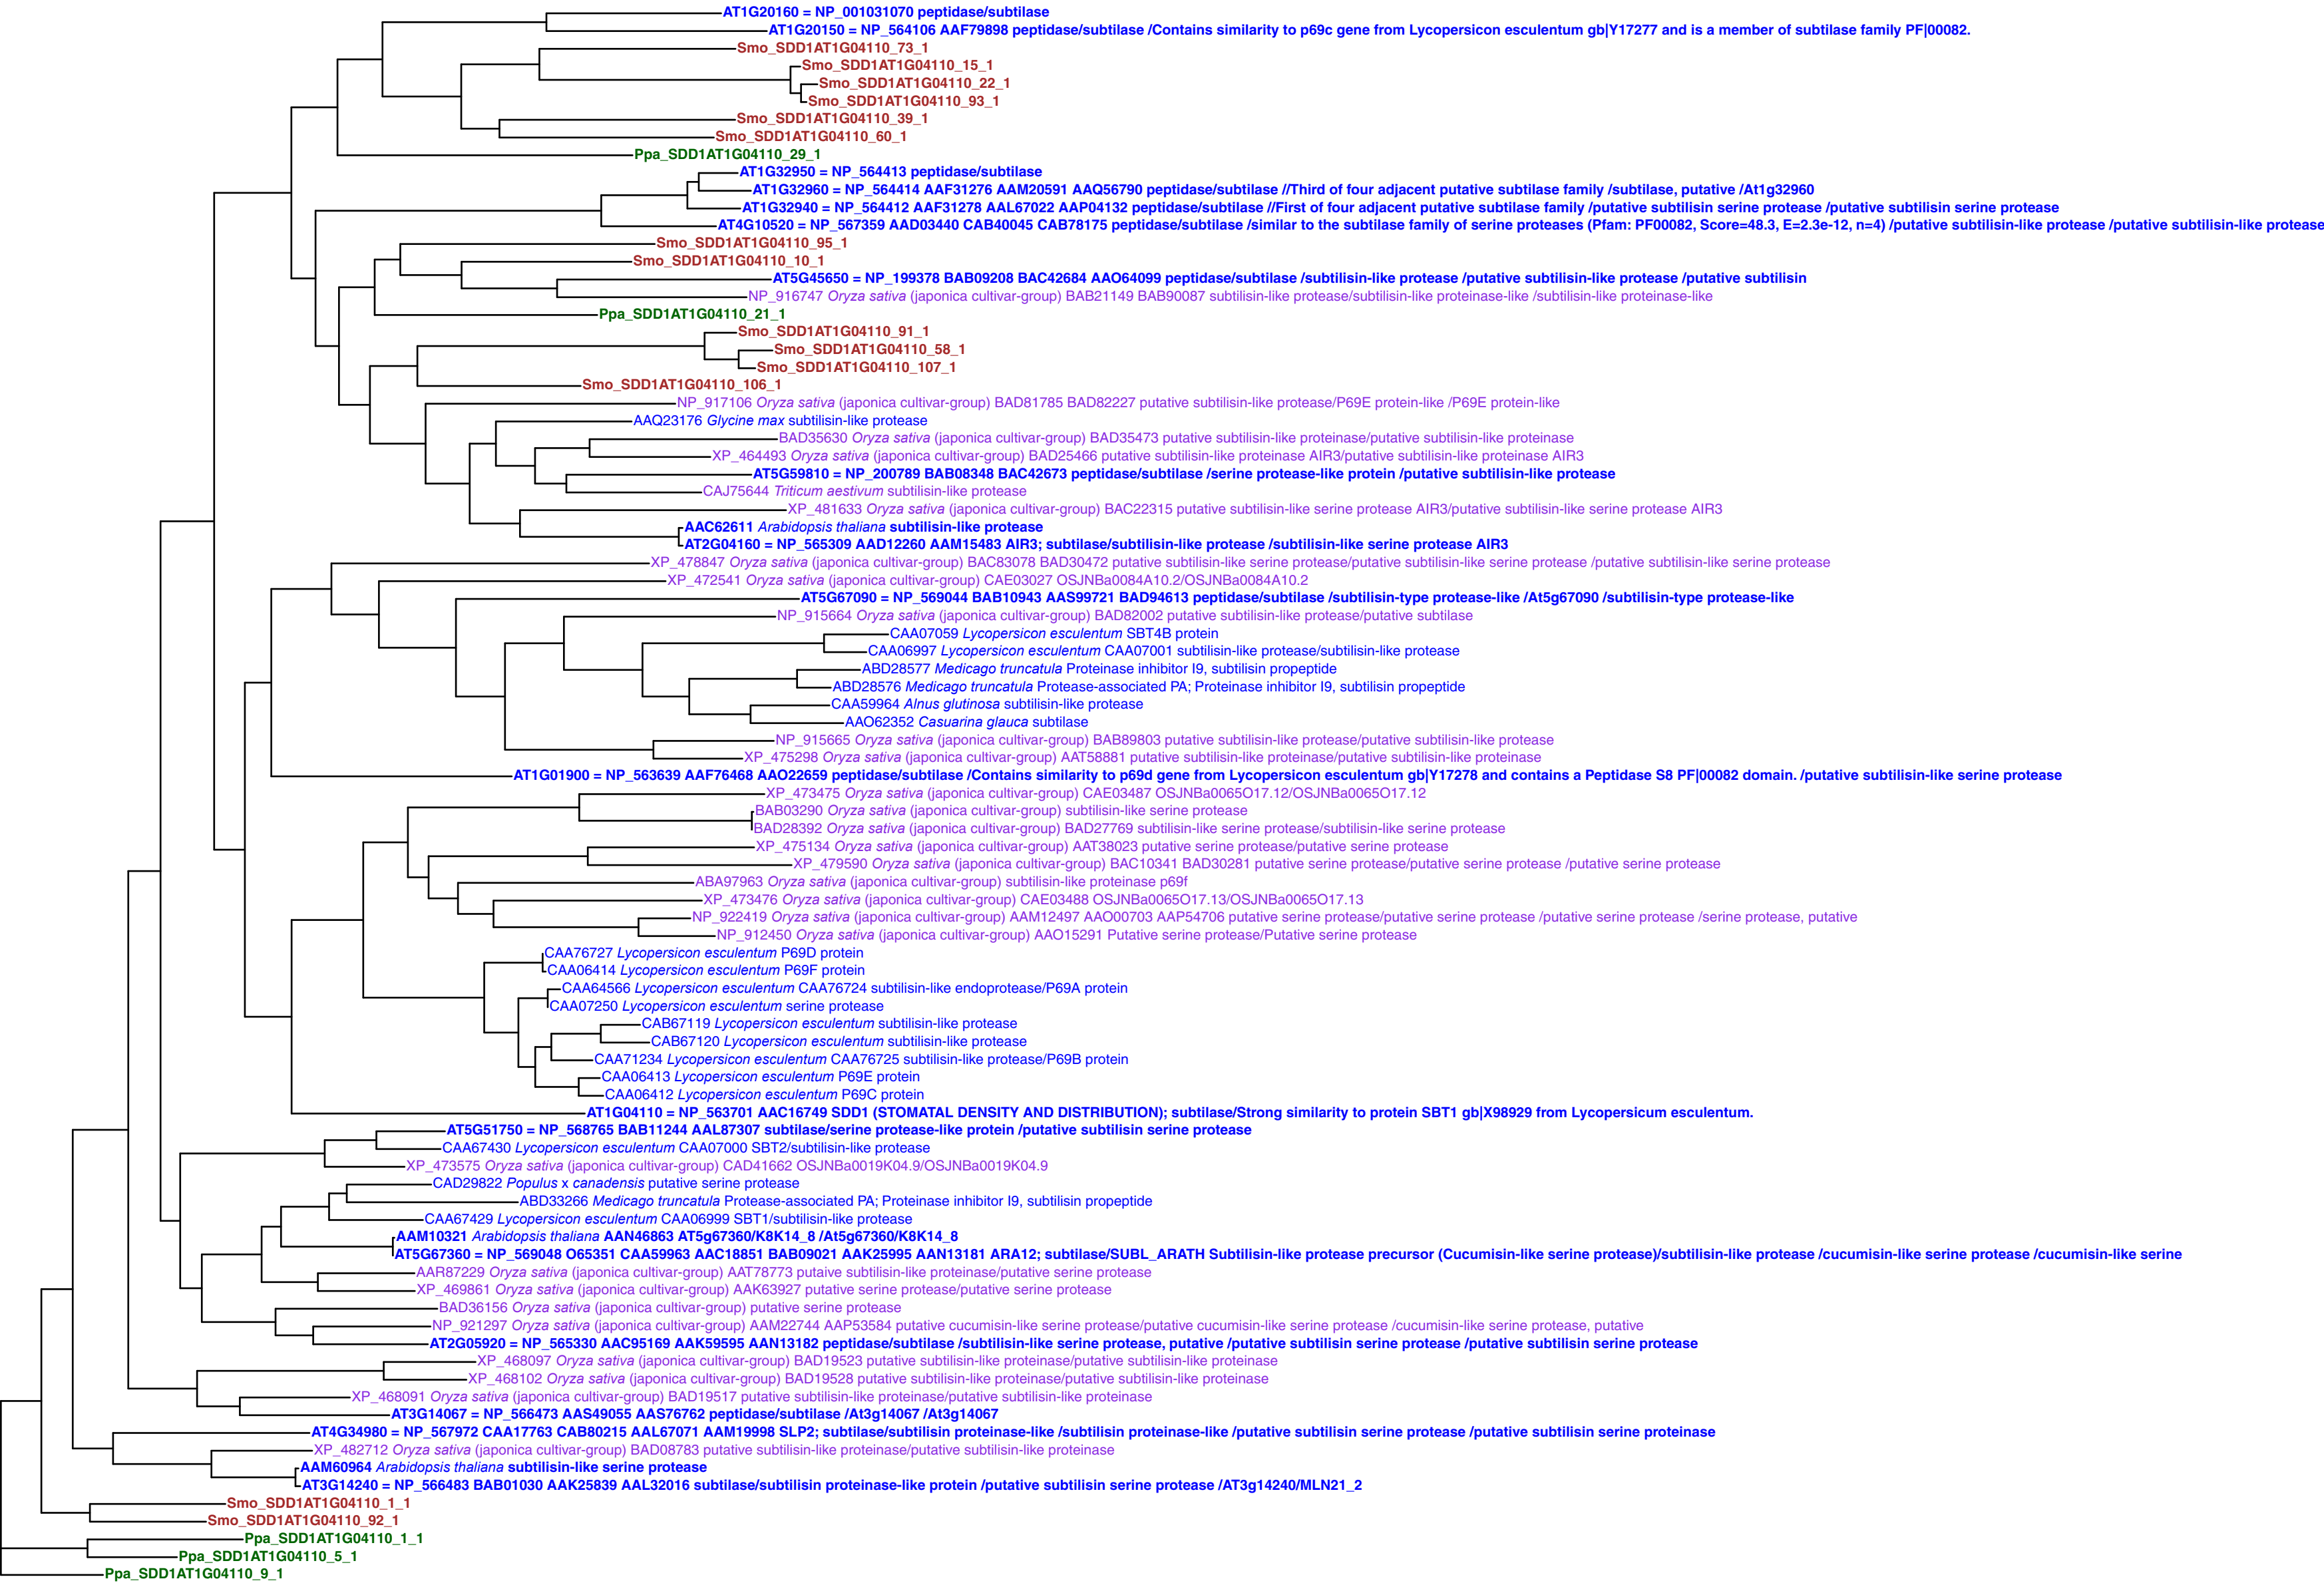 AT1G20160 = NP_001031070 peptidase/subtilase
AT1G20150 = NP_564106 AAF79898 peptidase/subtilase /Contains similarity to p69c gene from Lycopersicon esculentum gb|Y17277 and is a member of subtilase family PF|00082.
Smo_SDD1AT1G04110_73_1
Smo_SDD1AT1G04110_15_1
Smo_SDD1AT1G04110_22_1
Smo_SDD1AT1G04110_93_1
Smo_SDD1AT1G04110_39_1
Smo_SDD1AT1G04110_60_1
Ppa_SDD1AT1G04110_29_1
AT1G32950 = NP_564413 peptidase/subtilase
AT1G32960 = NP_564414 AAF31276 AAM20591 AAQ56790 peptidase/subtilase //Third of four adjacent putative subtilase family /subtilase, putative /At1g32960
AT1G32940 = NP_564412 AAF31278 AAL67022 AAP04132 peptidase/subtilase //First of four adjacent putative subtilase family /putative subtilisin serine protease /putative subtilisin serine protease
AT4G10520 = NP_567359 AAD03440 CAB40045 CAB78175 peptidase/subtilase /similar to the subtilase family of serine proteases (Pfam: PF00082, Score=48.3, E=2.3e-12, n=4) /putative subtilisin-like protease /putative subtilisin-like protease
Smo_SDD1AT1G04110_95_1
Smo_SDD1AT1G04110_10_1
AT5G45650 = NP_199378 BAB09208 BAC42684 AAO64099 peptidase/subtilase /subtilisin-like protease /putative subtilisin-like protease /putative subtilisin
NP_916747 Oryza sativa (japonica cultivar-group) BAB21149 BAB90087 subtilisin-like protease/subtilisin-like proteinase-like /subtilisin-like proteinase-like
Ppa_SDD1AT1G04110_21_1
Smo_SDD1AT1G04110_91_1
Smo_SDD1AT1G04110_58_1
Smo_SDD1AT1G04110_107_1
Smo_SDD1AT1G04110_106_1
NP_917106 Oryza sativa (japonica cultivar-group) BAD81785 BAD82227 putative subtilisin-like protease/P69E protein-like /P69E protein-like
AAQ23176 Glycine max subtilisin-like protease
BAD35630 Oryza sativa (japonica cultivar-group) BAD35473 putative subtilisin-like proteinase/putative subtilisin-like proteinase
XP_464493 Oryza sativa (japonica cultivar-group) BAD25466 putative subtilisin-like proteinase AIR3/putative subtilisin-like proteinase AIR3
AT5G59810 = NP_200789 BAB08348 BAC42673 peptidase/subtilase /serine protease-like protein /putative subtilisin-like protease
CAJ75644 Triticum aestivum subtilisin-like protease
XP_481633 Oryza sativa (japonica cultivar-group) BAC22315 putative subtilisin-like serine protease AIR3/putative subtilisin-like serine protease AIR3
AAC62611 Arabidopsis thaliana subtilisin-like protease
AT2G04160 = NP_565309 AAD12260 AAM15483 AIR3; subtilase/subtilisin-like protease /subtilisin-like serine protease AIR3
XP_478847 Oryza sativa (japonica cultivar-group) BAC83078 BAD30472 putative subtilisin-like serine protease/putative subtilisin-like serine protease /putative subtilisin-like serine protease
XP_472541 Oryza sativa (japonica cultivar-group) CAE03027 OSJNBa0084A10.2/OSJNBa0084A10.2
AT5G67090 = NP_569044 BAB10943 AAS99721 BAD94613 peptidase/subtilase /subtilisin-type protease-like /At5g67090 /subtilisin-type protease-like
NP_915664 Oryza sativa (japonica cultivar-group) BAD82002 putative subtilisin-like protease/putative subtilase
CAA07059 Lycopersicon esculentum SBT4B protein
CAA06997 Lycopersicon esculentum CAA07001 subtilisin-like protease/subtilisin-like protease
ABD28577 Medicago truncatula Proteinase inhibitor I9, subtilisin propeptide
ABD28576 Medicago truncatula Protease-associated PA; Proteinase inhibitor I9, subtilisin propeptide
CAA59964 Alnus glutinosa subtilisin-like protease
AAO62352 Casuarina glauca subtilase
NP_915665 Oryza sativa (japonica cultivar-group) BAB89803 putative subtilisin-like protease/putative subtilisin-like protease
XP_475298 Oryza sativa (japonica cultivar-group) AAT58881 putative subtilisin-like proteinase/putative subtilisin-like proteinase
AT1G01900 = NP_563639 AAF76468 AAO22659 peptidase/subtilase /Contains similarity to p69d gene from Lycopersicon esculentum gb|Y17278 and contains a Peptidase S8 PF|00082 domain. /putative subtilisin-like serine protease
XP_473475 Oryza sativa (japonica cultivar-group) CAE03487 OSJNBa0065O17.12/OSJNBa0065O17.12
BAB03290 Oryza sativa (japonica cultivar-group) subtilisin-like serine protease
BAD28392 Oryza sativa (japonica cultivar-group) BAD27769 subtilisin-like serine protease/subtilisin-like serine protease
XP_475134 Oryza sativa (japonica cultivar-group) AAT38023 putative serine protease/putative serine protease
XP_479590 Oryza sativa (japonica cultivar-group) BAC10341 BAD30281 putative serine protease/putative serine protease /putative serine protease
ABA97963 Oryza sativa (japonica cultivar-group) subtilisin-like proteinase p69f
XP_473476 Oryza sativa (japonica cultivar-group) CAE03488 OSJNBa0065O17.13/OSJNBa0065O17.13
NP_922419 Oryza sativa (japonica cultivar-group) AAM12497 AAO00703 AAP54706 putative serine protease/putative serine protease /putative serine protease /serine protease, putative
NP_912450 Oryza sativa (japonica cultivar-group) AAO15291 Putative serine protease/Putative serine protease
CAA76727 Lycopersicon esculentum P69D protein
CAA06414 Lycopersicon esculentum P69F protein
CAA64566 Lycopersicon esculentum CAA76724 subtilisin-like endoprotease/P69A protein
CAA07250 Lycopersicon esculentum serine protease
CAB67119 Lycopersicon esculentum subtilisin-like protease
CAB67120 Lycopersicon esculentum subtilisin-like protease
CAA71234 Lycopersicon esculentum CAA76725 subtilisin-like protease/P69B protein
CAA06413 Lycopersicon esculentum P69E protein
CAA06412 Lycopersicon esculentum P69C protein
AT1G04110 = NP_563701 AAC16749 SDD1 (STOMATAL DENSITY AND DISTRIBUTION); subtilase/Strong similarity to protein SBT1 gb|X98929 from Lycopersicum esculentum.
AT5G51750 = NP_568765 BAB11244 AAL87307 subtilase/serine protease-like protein /putative subtilisin serine protease
CAA67430 Lycopersicon esculentum CAA07000 SBT2/subtilisin-like protease
XP_473575 Oryza sativa (japonica cultivar-group) CAD41662 OSJNBa0019K04.9/OSJNBa0019K04.9
CAD29822 Populus x canadensis putative serine protease
ABD33266 Medicago truncatula Protease-associated PA; Proteinase inhibitor I9, subtilisin propeptide
CAA67429 Lycopersicon esculentum CAA06999 SBT1/subtilisin-like protease
AAM10321 Arabidopsis thaliana AAN46863 AT5g67360/K8K14_8 /At5g67360/K8K14_8
AT5G67360 = NP_569048 O65351 CAA59963 AAC18851 BAB09021 AAK25995 AAN13181 ARA12; subtilase/SUBL_ARATH Subtilisin-like protease precursor (Cucumisin-like serine protease)/subtilisin-like protease /cucumisin-like serine protease /cucumisin-like serine
AAR87229 Oryza sativa (japonica cultivar-group) AAT78773 putaive subtilisin-like proteinase/putative serine protease
XP_469861 Oryza sativa (japonica cultivar-group) AAK63927 putative serine protease/putative serine protease
BAD36156 Oryza sativa (japonica cultivar-group) putative serine protease
NP_921297 Oryza sativa (japonica cultivar-group) AAM22744 AAP53584 putative cucumisin-like serine protease/putative cucumisin-like serine protease /cucumisin-like serine protease, putative
AT2G05920 = NP_565330 AAC95169 AAK59595 AAN13182 peptidase/subtilase /subtilisin-like serine protease, putative /putative subtilisin serine protease /putative subtilisin serine protease
XP_468097 Oryza sativa (japonica cultivar-group) BAD19523 putative subtilisin-like proteinase/putative subtilisin-like proteinase
XP_468102 Oryza sativa (japonica cultivar-group) BAD19528 putative subtilisin-like proteinase/putative subtilisin-like proteinase
XP_468091 Oryza sativa (japonica cultivar-group) BAD19517 putative subtilisin-like proteinase/putative subtilisin-like proteinase
AT3G14067 = NP_566473 AAS49055 AAS76762 peptidase/subtilase /At3g14067 /At3g14067
AT4G34980 = NP_567972 CAA17763 CAB80215 AAL67071 AAM19998 SLP2; subtilase/subtilisin proteinase-like /subtilisin proteinase-like /putative subtilisin serine protease /putative subtilisin serine proteinase
XP_482712 Oryza sativa (japonica cultivar-group) BAD08783 putative subtilisin-like proteinase/putative subtilisin-like proteinase
AAM60964 Arabidopsis thaliana subtilisin-like serine protease
AT3G14240 = NP_566483 BAB01030 AAK25839 AAL32016 subtilase/subtilisin proteinase-like protein /putative subtilisin serine protease /AT3g14240/MLN21_2
Smo_SDD1AT1G04110_1_1
Smo_SDD1AT1G04110_92_1
Ppa_SDD1AT1G04110_1_1
Ppa_SDD1AT1G04110_5_1
Ppa_SDD1AT1G04110_9_1